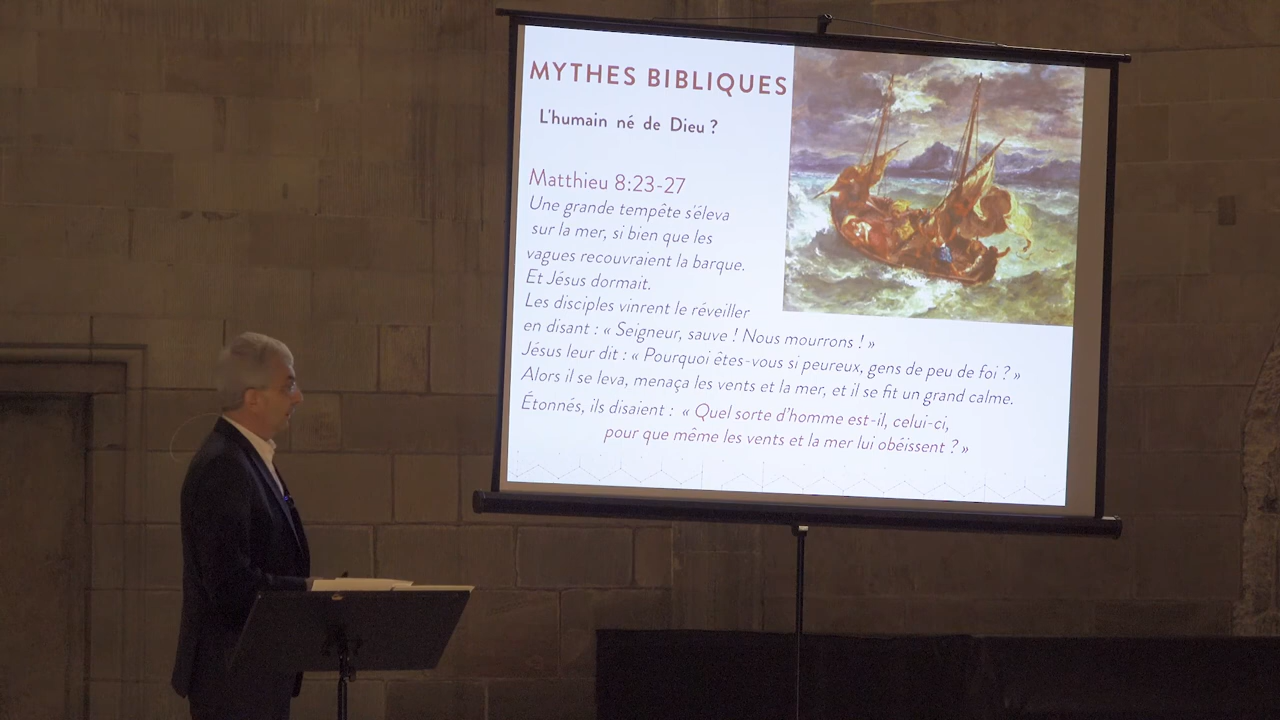 MYTHES BIBLIQUES
L'humain né de Dieu ?
Matthieu 8:23-27
Une grande tempête s'éleva
sur la mer, si bien que les
vagues recouvraient la barque.
Et Jésus dormait.
Les disciples vinrent le réveiller
en disant : « Seigneur, sauve ! Nous mourrons ! »
Jésus leur dit : « Pourquoi êtes-vous si peureux, gens de peu de foi ? »
Alors il se leva, menaça les vents et la mer, et il se fit un grand calme.
Étonnés, ils disaient : « Quel sorte d'homme est-il, celui-ci,
pour que même les vents et la mer lui obéissent ? »